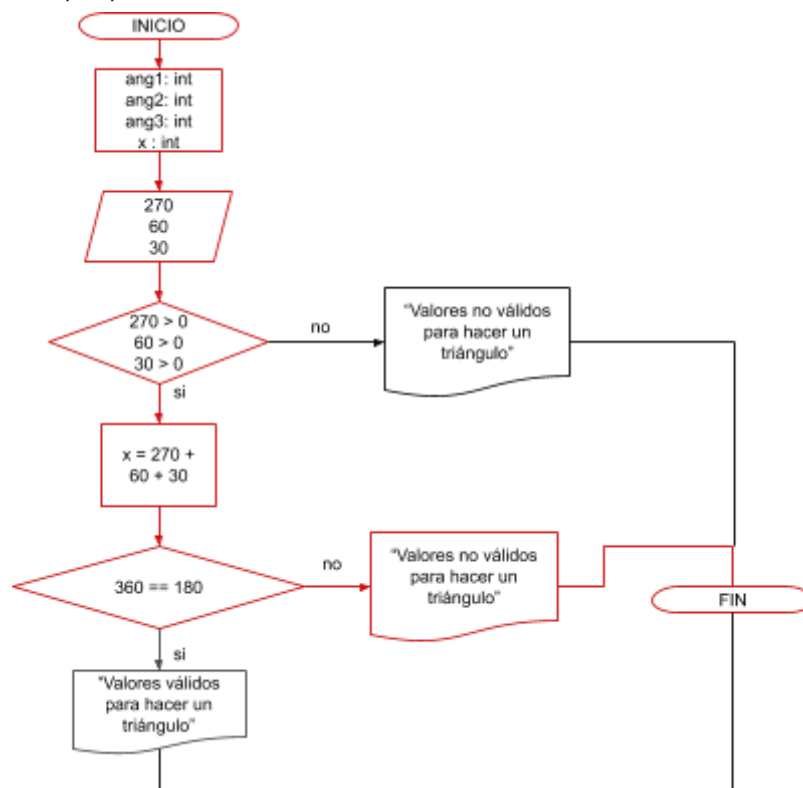 INICIO
ang1: int
ang2: int
ang3: int
x : int
270
60
30
270 > 0
60 > 0
30 > 0
no
"Valores no válidos
para hacer un
triángulo"
si
x = 270 +
60 + 30
360 == 180
no
"Valores no válidos
para hacer un
triángulo"
FIN
si
"Valores válidos
para hacer un
triángulo"